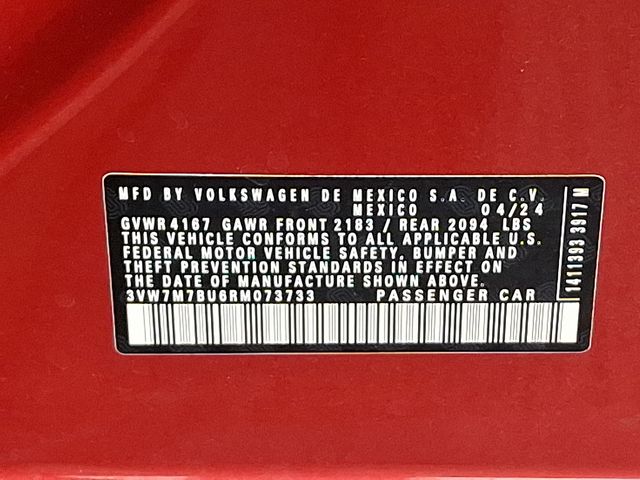 MFD BY VOLKSWAGEN DE MEXICO S.A. DE C.V.
MEXICO 04/24
GVWR 4167 GAWR FRONT 2183 / REAR 2094 LBS
THIS VEHICLE CONFORMS TO ALL APPLICABLE U.S.
FEDERAL MOTOR VEHICLE SAFETY, BUMPER AND
THEFT PREVENTION STANDARDS IN EFFECT ON
THE DATE OF MANUFACTURE SHOWN ABOVE.
3VW7M7BU6RM073733 PASSENGER CAR
1411393 3917 M